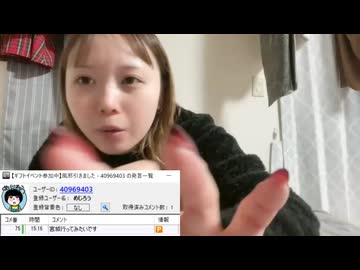 【ギフトイベント参加中】風邪引きました - 40969403 の発言一覧
ユーザーID: 40969403
登録ユーザー名: めじろっ
登録背景色: なし 取得済みコメント数: 1
コメ番 時間 コメント 情報
75 15:16 宮城行ってみたいです P